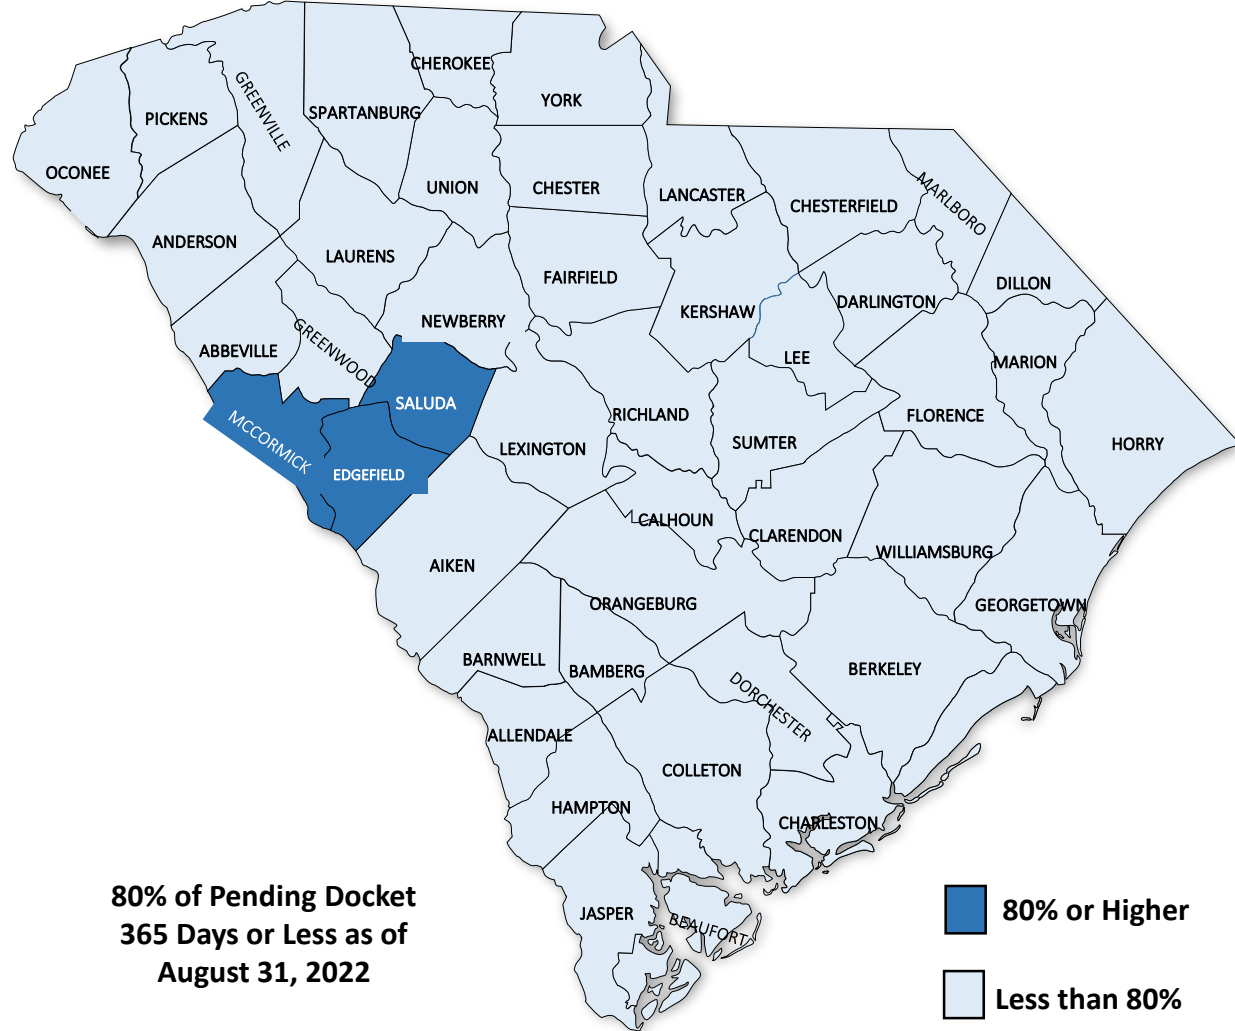 CHEROKEE
YORK
GREENVILLE
SPARTANBURG
PICKENS
OCONEE
UNION
CHESTER
LANCASTER
CHESTERFIELD
MARLBORO
ANDERSON
LAURENS
FAIRFIELD
DILLON
KERSHAW
DARLINGTON
NEWBERRY
GREENWOOD
ABBEVILLE
LEE
MARION
SALUDA
RICHLAND
FLORENCE
MCCORMICK
SUMTER
HORRY
LEXINGTON
EDGEFIELD
CALHOUN
CLARENDON
WILLIAMSBURG
AIKEN
ORANGEBURG
GEORGETOWN
BARNWELL
BAMBERG
BERKELEY
DORCHESTER
ALLENDALE
COLLETON
HAMPTON
CHARLESTON
JASPER
BEAUFORT
80% of Pending Docket
365 Days or Less as of
August 31, 2022
80% or Higher
Less than 80%